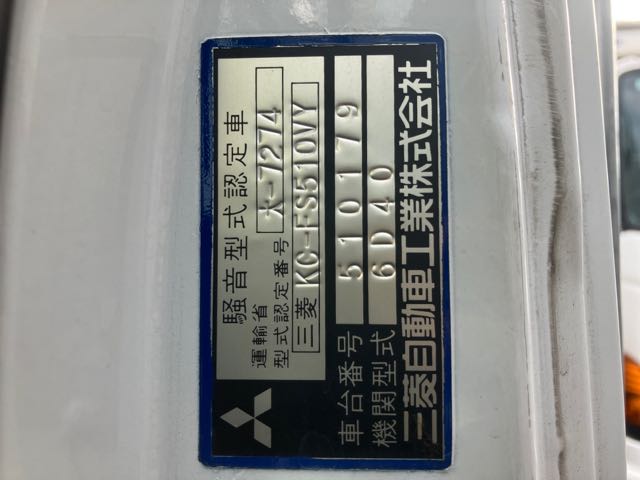 騒音型式認定車
運輸省
型式認定番号 大-7274
三菱 KC-FS510VY
車台番号 510179
機関型式 6D40
三菱自動車工業株式会社